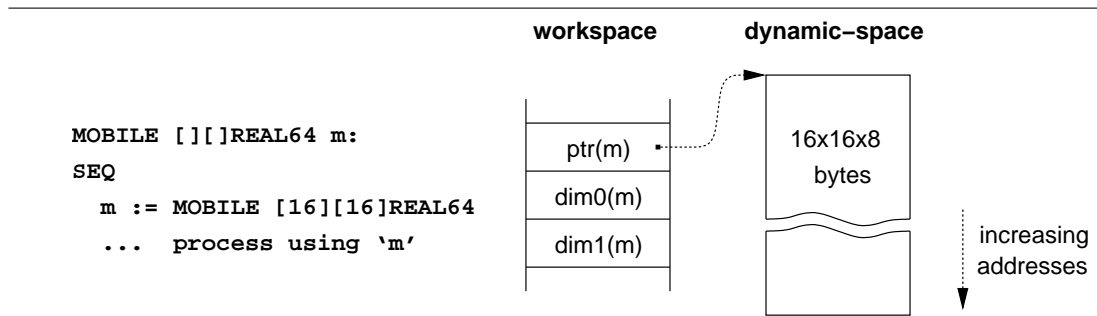 workspace
dynamic−space
MOBILE [][]REAL64 m:
SEQ
m := MOBILE [16][16]REAL64
... process using ‘m’
ptr(m)
dim0(m)
dim1(m)
16x16x8
bytes
increasing
addresses